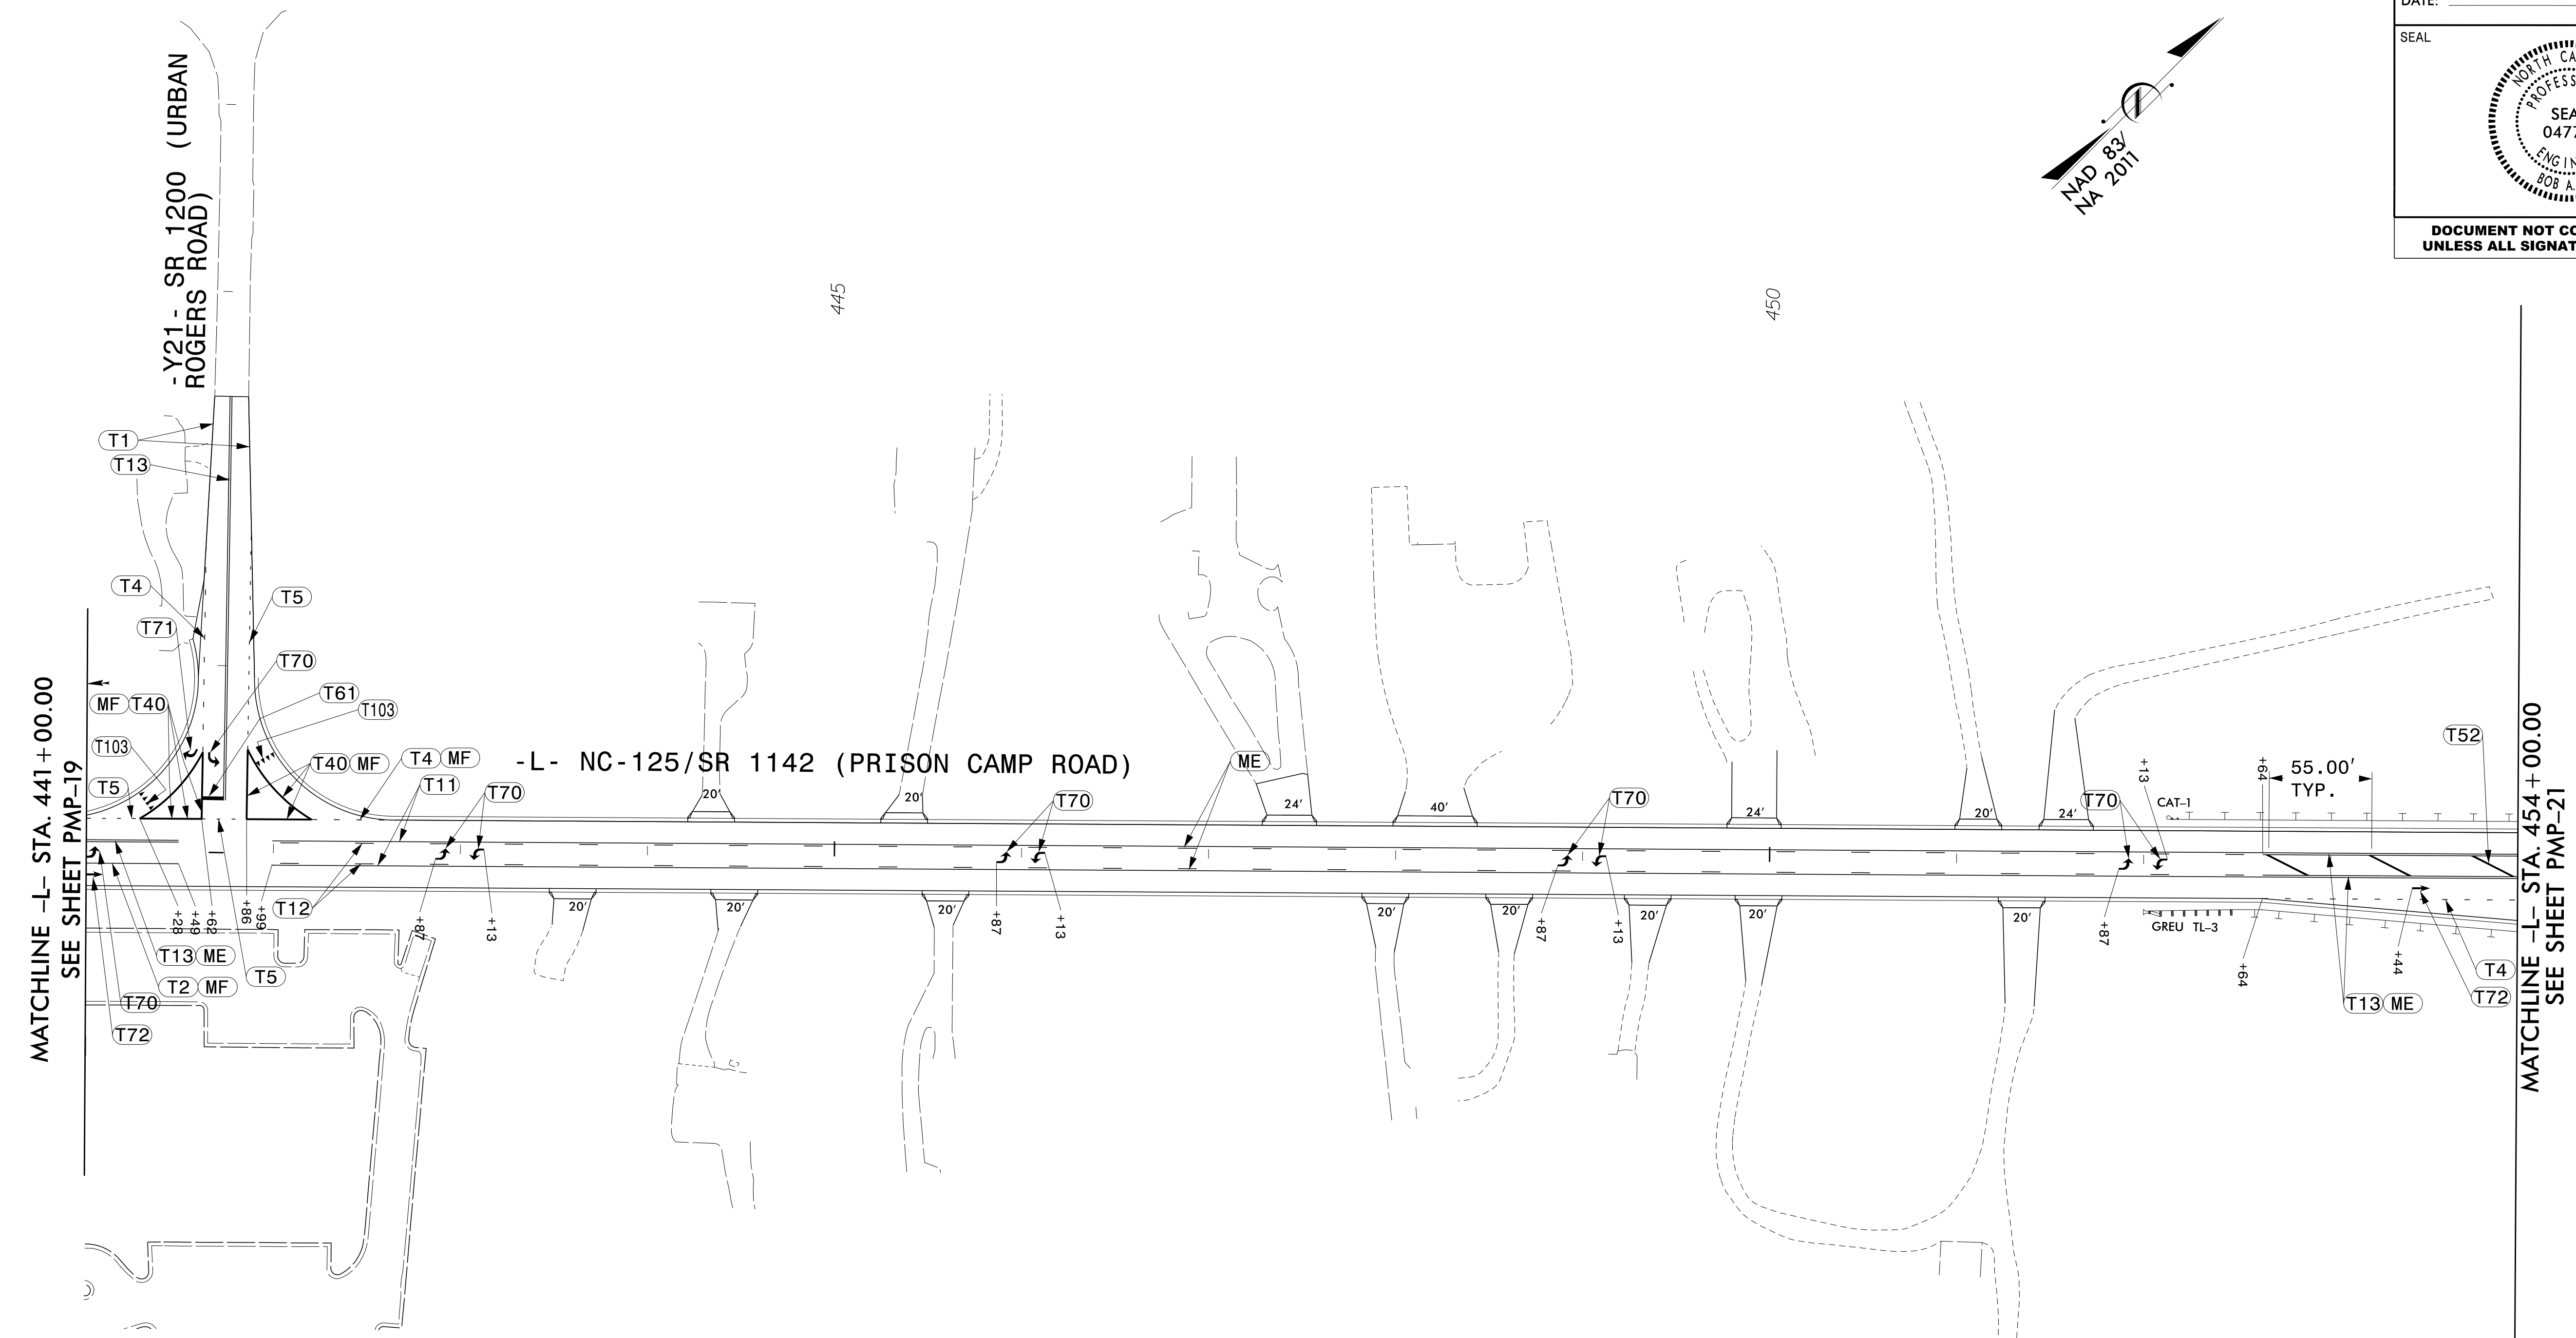 DATE:
SEAL
NORTH CA
PROFESS
SEA
0477
ENGIN
BOB A.
DOCUMENT NOT CO
UNLESS ALL SIGNAT
NAD 83/
NA 2011
-Y21- SR 1200 (URBAN
ROGERS ROAD)
445
450
T1
T13
T4
T5
T71
T70
T61
MF T40
T103
T103
T5
T40 MF
T4 MF
T11
T70
-L- NC-125/SR 1142 (PRISON CAMP ROAD)
ME
T70
T70
T70
T52
+13
CAT-1
+64
55.00'
TYP.
20'
20'
24'
40'
24'
20'
24'
MATCHLINE -L- STA. 441+00.00
SEE SHEET PMP-19
MATCHLINE -L- STA. 454+00.00
SEE SHEET PMP-21
+28
+49
+62
+86
+99
T12
+87
+13
+87
+13
+87
+13
+87
+64
+44
20'
20'
20'
20'
20'
20'
20'
20'
GREU TL-3
T13 ME
T5
T2 MF
T70
T72
T4
T72
T13 ME